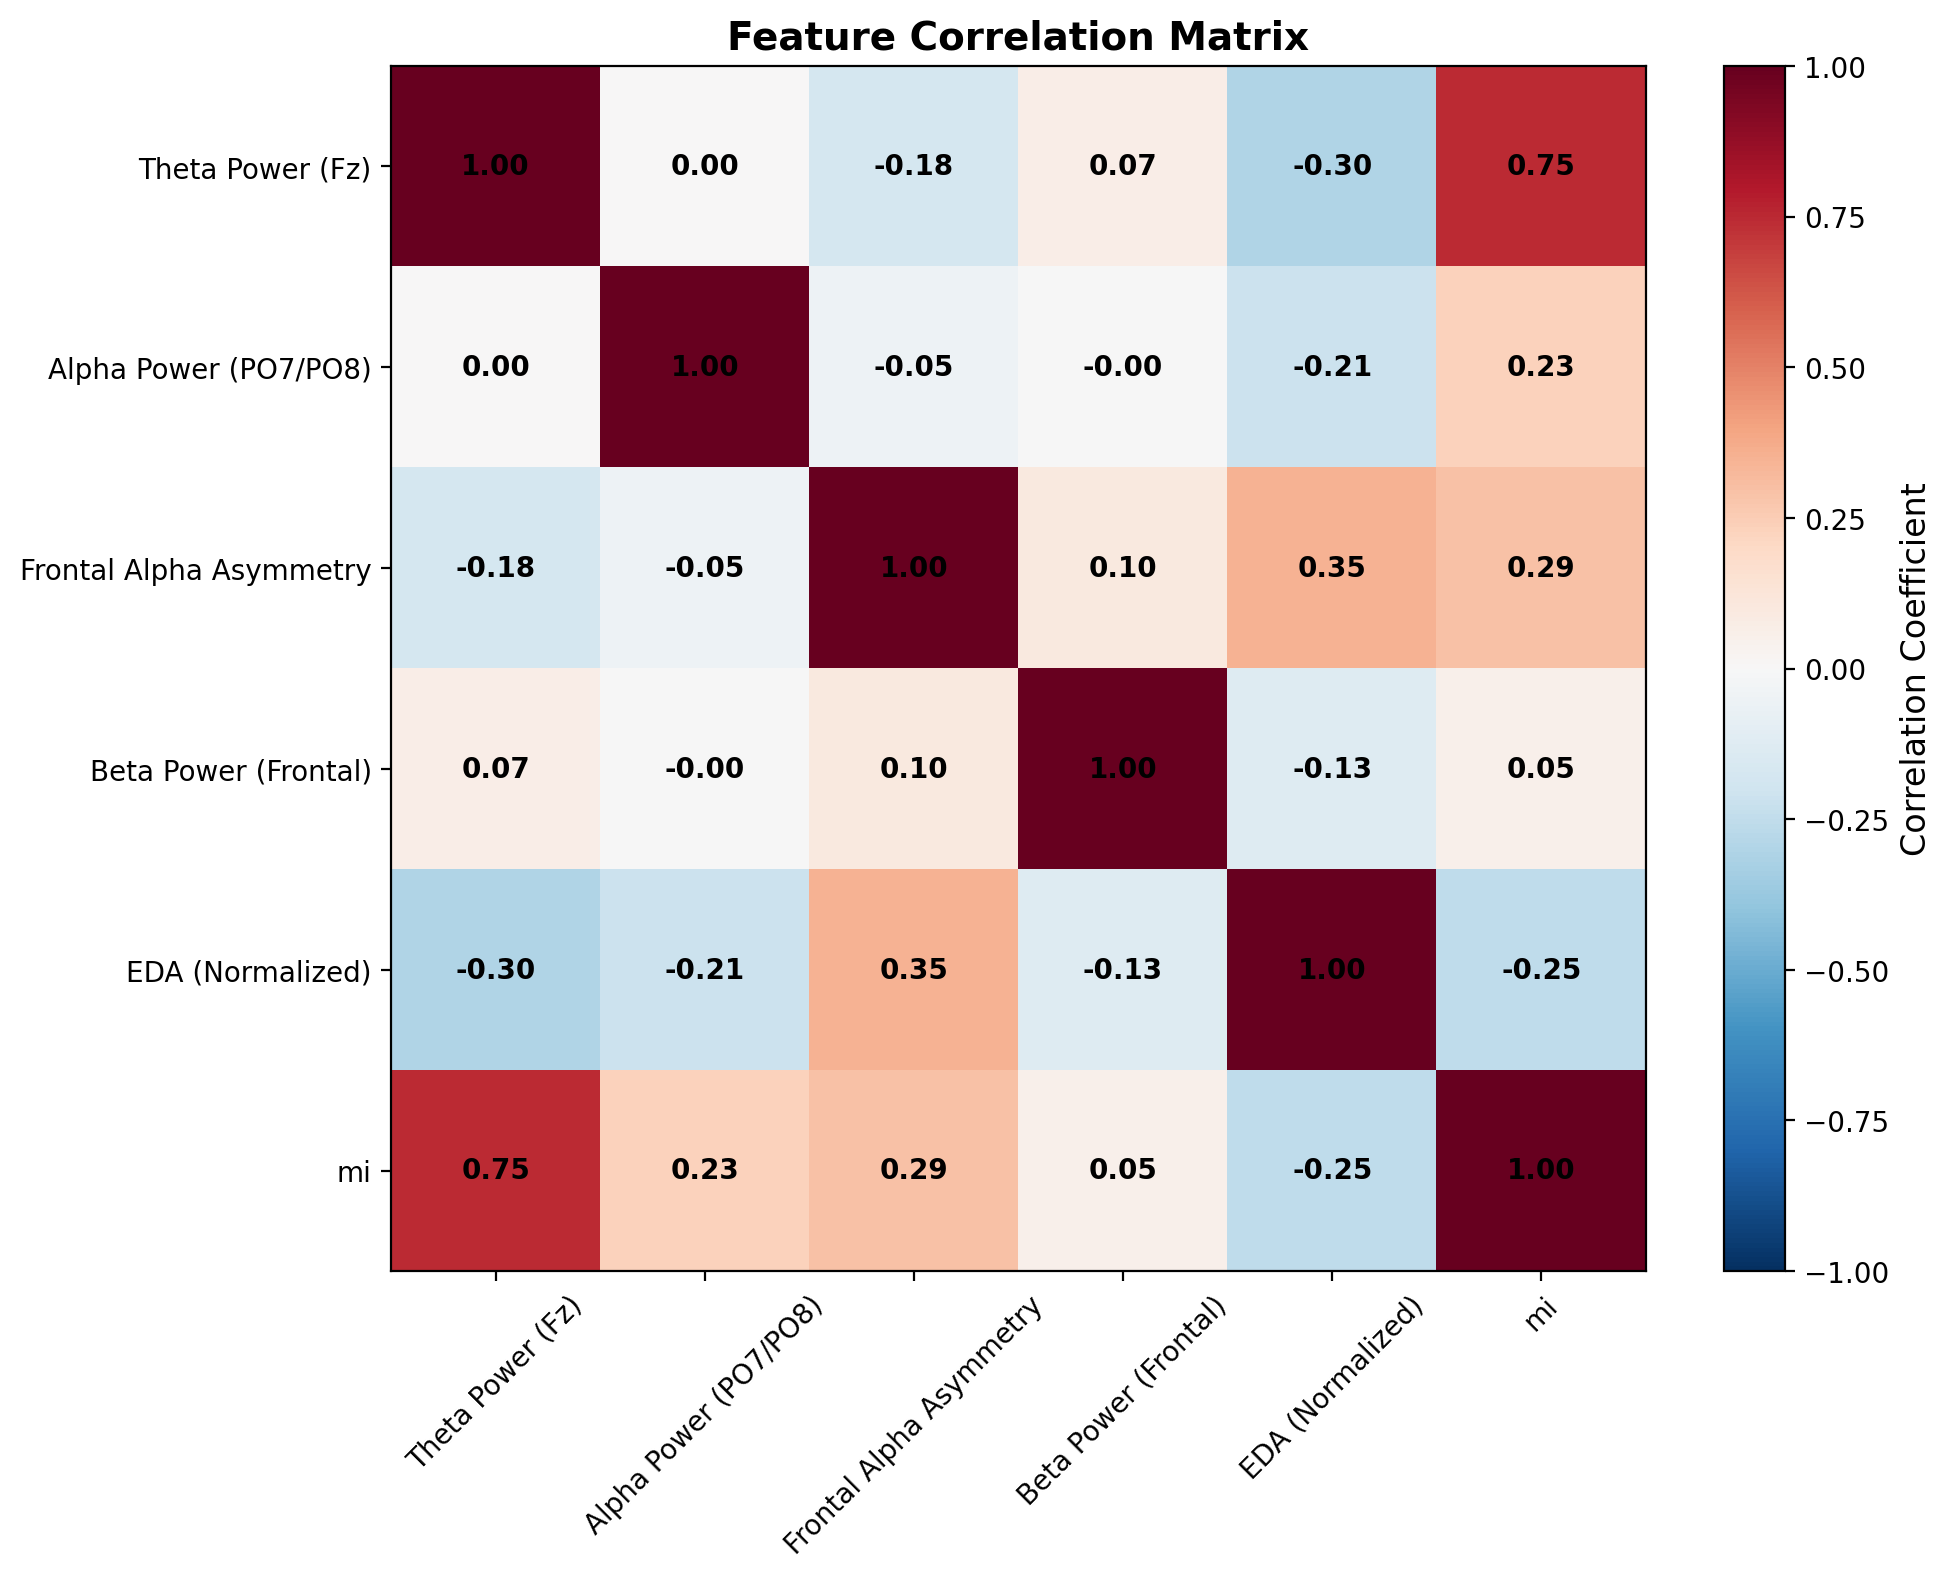 Feature Correlation Matrix
Theta Power (Fz) 1.00 0.00 -0.18 0.07 -0.30 0.75
Alpha Power (PO7/PO8) 0.00 1.00 -0.05 -0.00 -0.21 0.23
Frontal Alpha Asymmetry -0.18 -0.05 1.00 0.10 0.35 0.29
Beta Power (Frontal) 0.07 -0.00 0.10 1.00 -0.13 0.05
EDA (Normalized) -0.30 -0.21 0.35 -0.13 1.00 -0.25
mi 0.75 0.23 0.29 0.05 -0.25 1.00
Theta Power (Fz)
Alpha Power (PO7/PO8)
Frontal Alpha Asymmetry
Beta Power (Frontal)
EDA (Normalized)
mi
1.00
0.75
0.50
0.25
0.00
−0.25
−0.50
−0.75
−1.00
Correlation Coefficient